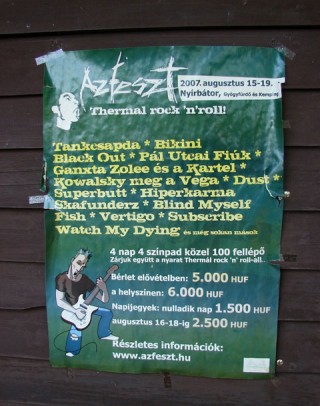 AZFESZT
2007. augusztus 15-19.
Nyírbátor, Gyógyfürdő és Kemping
Thermal rock 'n'roll!
Tankcsapda * Bikini
Black Out * Pál Utcai Fiúk *
Ganxta Zolee és a Kartel *
Kowalsky meg a Vega * Dust *
Superbutt * Hiperkarma
Skafunderz * Blind Myself
Fish * Vertigo * Subscribe
Watch My Dying és még sokan mások
4 nap 4 színpad közel 100 fellépő
Zárjuk együtt a nyarat Thermál rock 'n' roll-al!
Bérlet elővételben: 5.000 HUF
a helyszínen: 6.000 HUF
Napijegyek: nulladik nap 1.500 HUF
augusztus 16-18-ig 2.500 HUF
Részletes információk:
www.azfeszt.hu